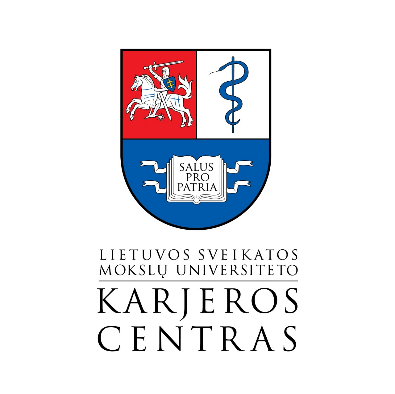 SALUS
PRO
PATRIA
LIETUVOS SVEIKATOS
MOKSLŲ UNIVERSITETO
KARJEROS
CENTRAS